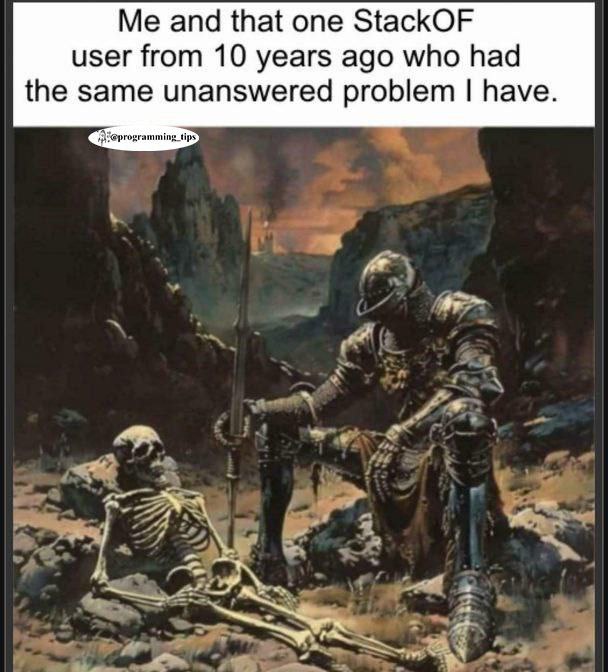 Me and that one StackOF
user from 10 years ago who had
the same unanswered problem I have.
@programming_tips